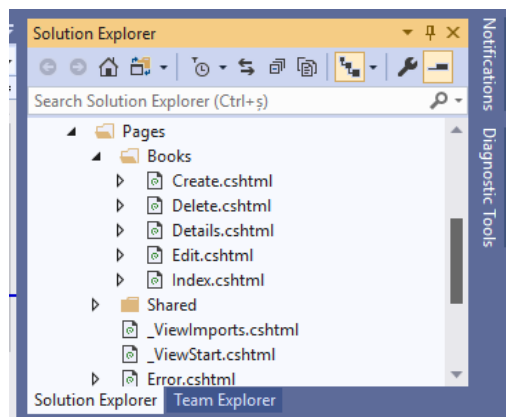 Solution Explorer
Search Solution Explorer (Ctrl+ş)
Pages
Books
Create.cshtml
Delete.cshtml
Details.cshtml
Edit.cshtml
Index.cshtml
Shared
_ViewImports.cshtml
_ViewStart.cshtml
Error.cshtml
Solution Explorer Team Explorer
Notifications
Diagnostic Tools